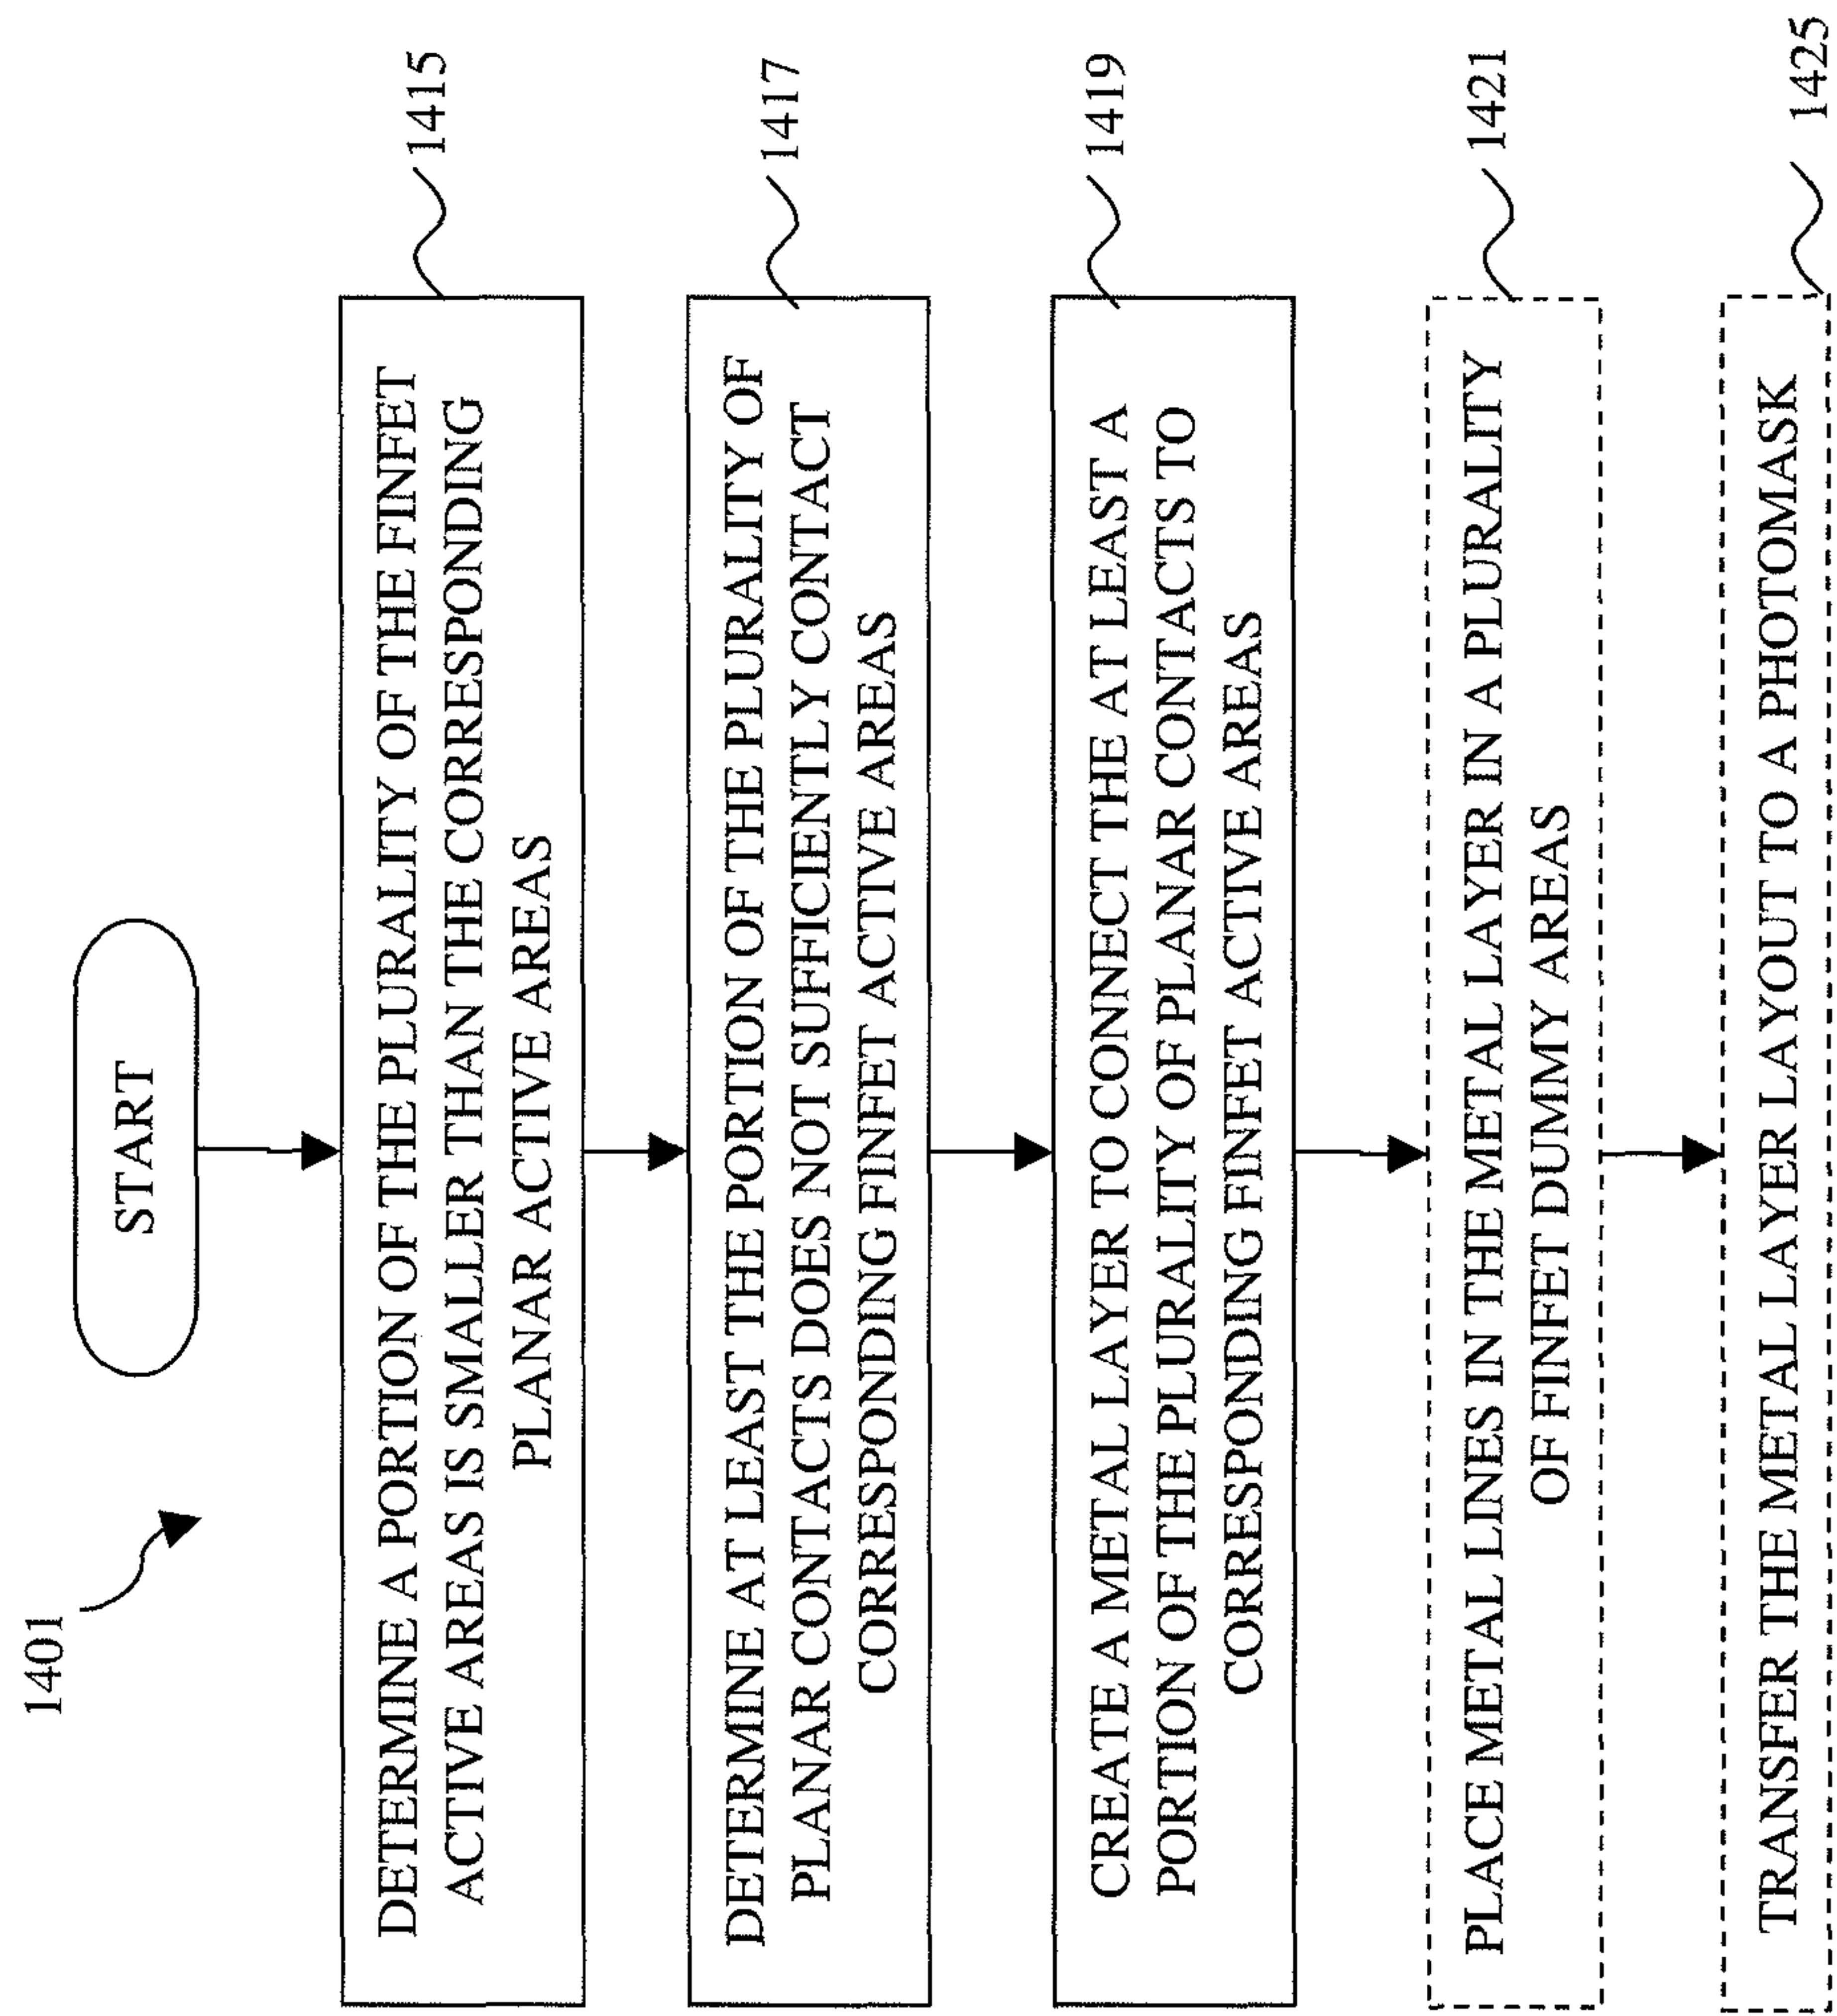 1401
START
DETERMINE A PORTION OF THE PLURALITY OF THE FINFET
ACTIVE AREAS IS SMALLER THAN THE CORRESPONDING
PLANAR ACTIVE AREAS
1415
DETERMINE AT LEAST THE PORTION OF THE PLURALITY OF
PLANAR CONTACTS DOES NOT SUFFICIENTLY CONTACT
CORRESPONDING FINFET ACTIVE AREAS
1417
CREATE A METAL LAYER TO CONNECT THE AT LEAST A
PORTION OF THE PLURALITY OF PLANAR CONTACTS TO
CORRESPONDING FINFET ACTIVE AREAS
1419
PLACE METAL LINES IN THE METAL LAYER IN A PLURALITY
OF FINFET DUMMY AREAS
1421
TRANSFER THE METAL LAYER LAYOUT TO A PHOTOMASK
1425